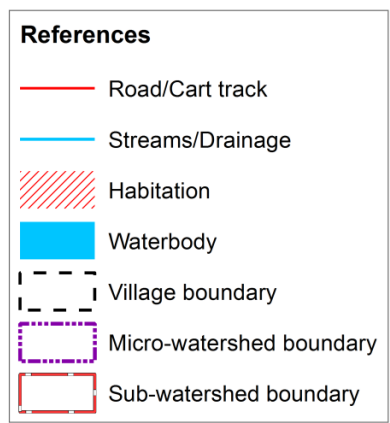 References
Road/Cart track
Streams/Drainage
Habitation
Waterbody
Village boundary
Micro-watershed boundary
Sub-watershed boundary